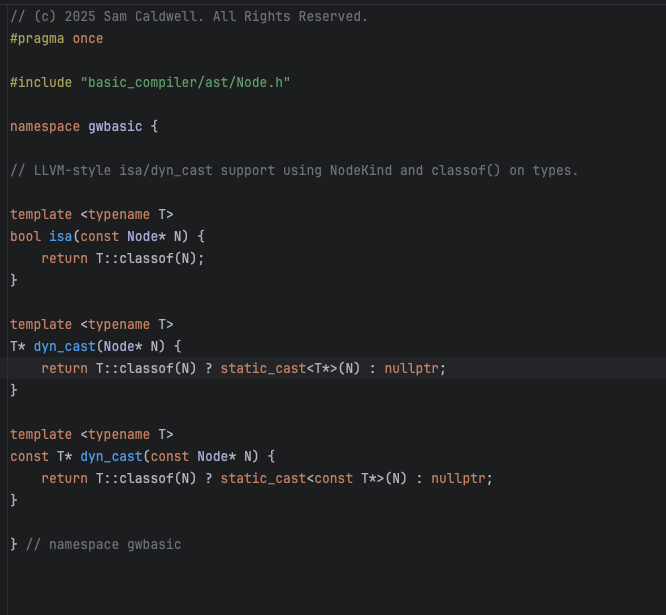 // (c) 2025 Sam Caldwell. All Rights Reserved.
#pragma once
#include "basic_compiler/ast/Node.h"
namespace gwbasic {
// LLVM-style isa/dyn_cast support using NodeKind and classof() on types.
template <typename T>
bool isa(const Node* N) {
    return T::classof(N);
}
template <typename T>
T* dyn_cast(Node* N) {
    return T::classof(N) ? static_cast<T*>(N) : nullptr;
}
template <typename T>
const T* dyn_cast(const Node* N) {
    return T::classof(N) ? static_cast<const T*>(N) : nullptr;
}
} // namespace gwbasic